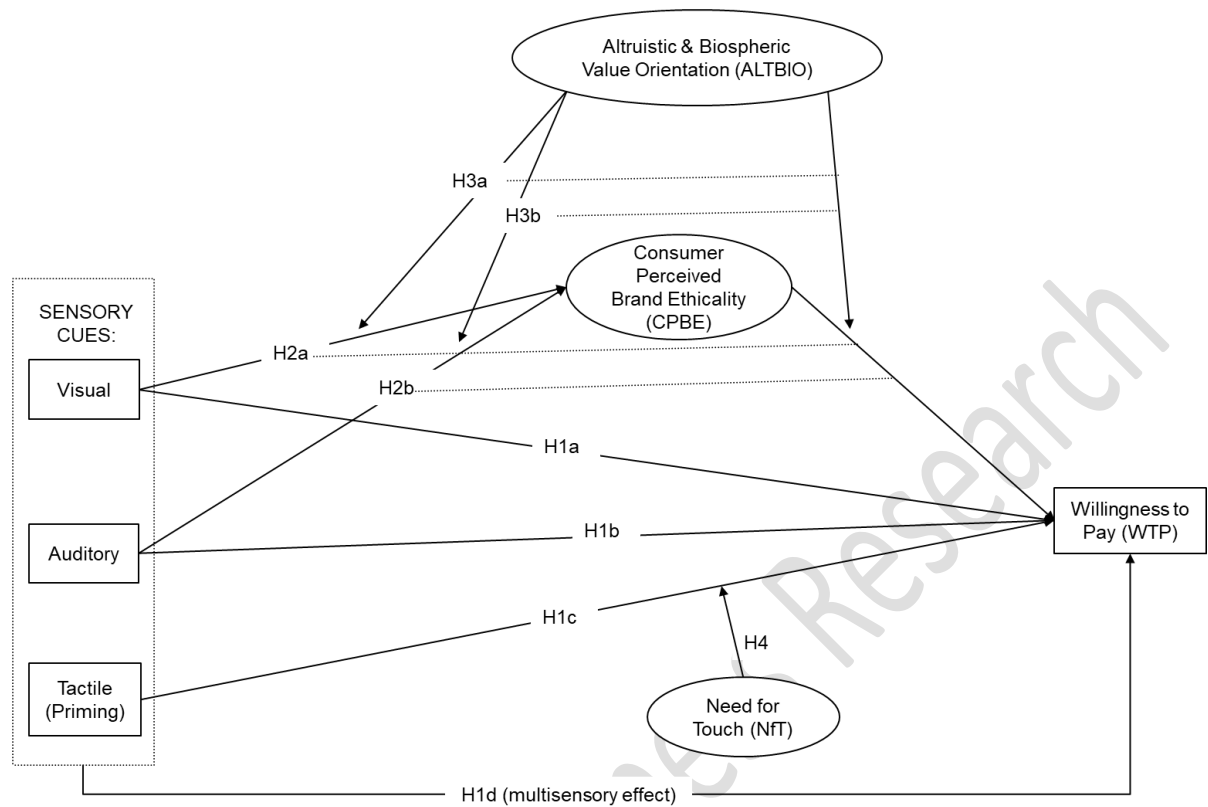 Altruistic & Biospheric
Value Orientation (ALTBIO)
H3a
H3b
Consumer
Perceived
Brand Ethicality
(CPBE)
SENSORY
CUES:
H2a
Visual
H2b
H1a
Willingness to
Pay (WTP)
Auditory
H1b
H1c
H4
Tactile
(Priming)
Need for
Touch (NfT)
H1d (multisensory effect)
Research